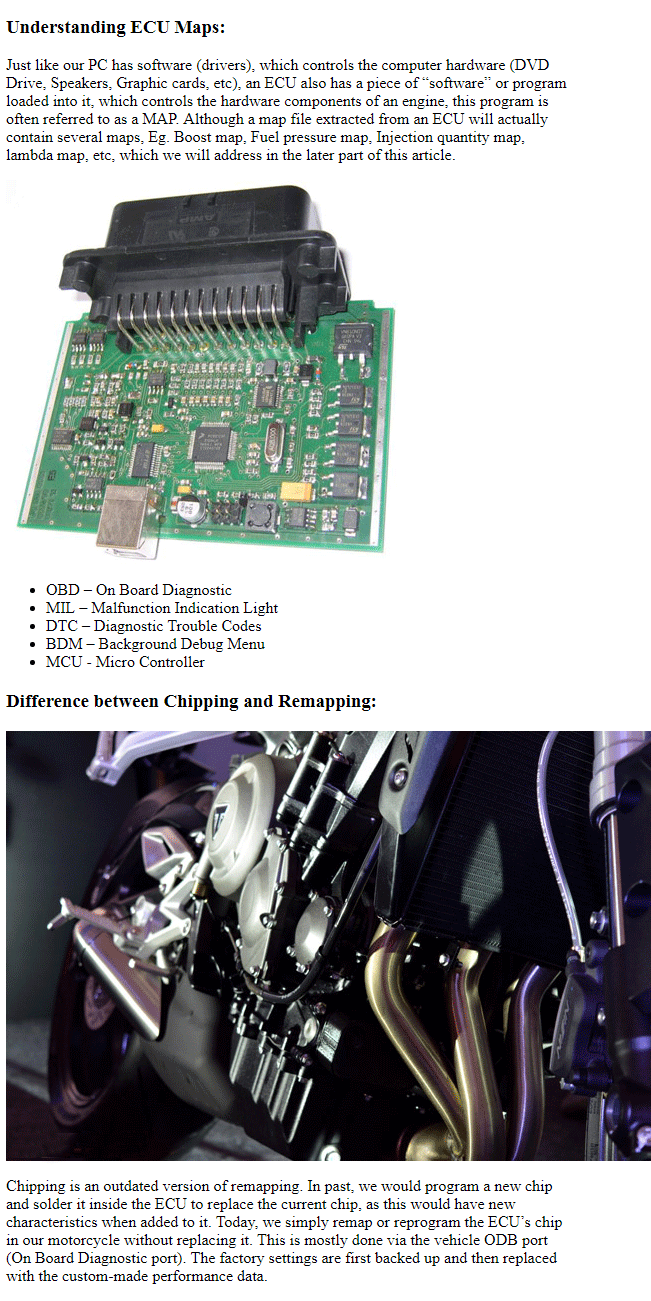 Understanding ECU Maps:
Just like our PC has software (drivers), which controls the computer hardware (DVD
Drive, Speakers, Graphic cards, etc), an ECU also has a piece of “software” or program
loaded into it, which controls the hardware components of an engine, this program is
often referred to as a MAP. Although a map file extracted from an ECU will actually
contain several maps, Eg. Boost map, Fuel pressure map, Injection quantity map,
lambda map, etc, which we will address in the later part of this article.
AMP
• OBD – On Board Diagnostic
• MIL – Malfunction Indication Light
• DTC – Diagnostic Trouble Codes
• BDM – Background Debug Menu
• MCU - Micro Controller
Difference between Chipping and Remapping:
Chipping is an outdated version of remapping. In past, we would program a new chip
and solder it inside the ECU to replace the current chip, as this would have new
characteristics when added to it. Today, we simply remap or reprogram the ECU’s chip
in our motorcycle without replacing it. This is mostly done via the vehicle ODB port
(On Board Diagnostic port). The factory settings are first backed up and then replaced
with the custom-made performance data.